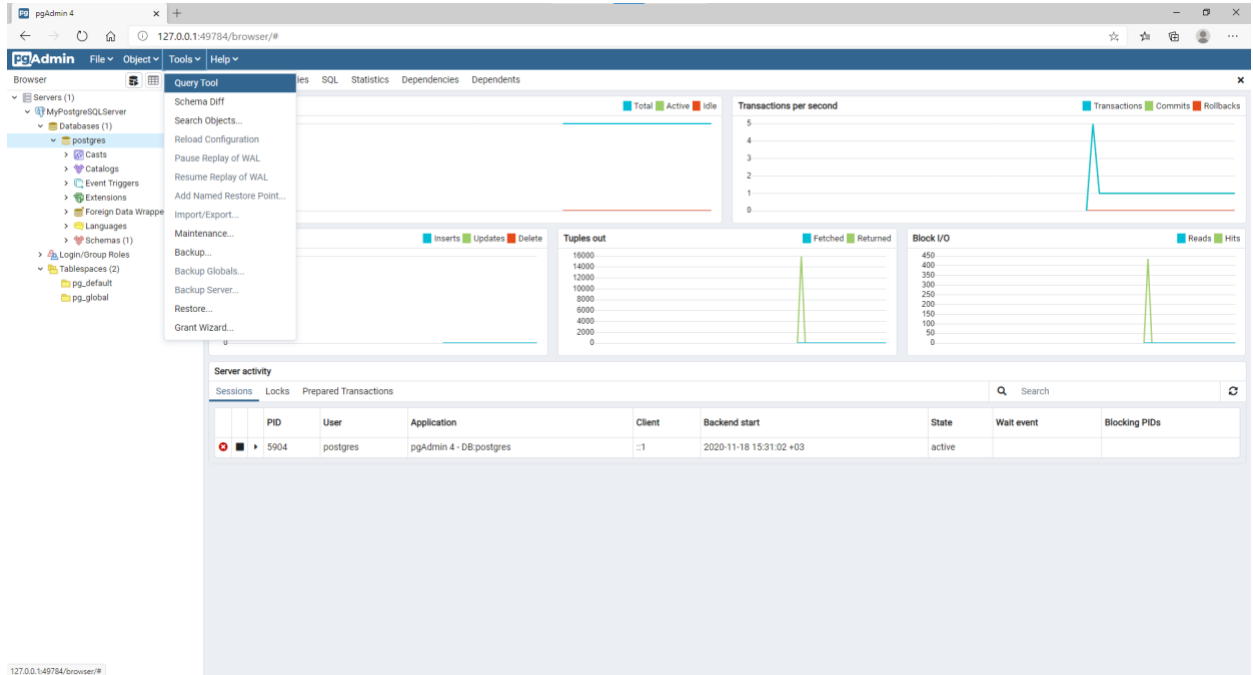 pgAdmin 4
127.0.0.1:49784/browser/#
pgAdmin File Object Tools Help
Browser
ies SQL Statistics Dependencies Dependents
Query Tool
Schema Diff
Search Objects...
Reload Configuration
Pause Replay of WAL
Resume Replay of WAL
Add Named Restore Point...
Import/Export...
Maintenance...
Backup...
Backup Globals...
Backup Server...
Restore...
Grant Wizard...
Servers (1)
MyPostgreSQLServer
Databases (1)
postgres
Casts
Catalogs
Event Triggers
Extensions
Foreign Data Wrappe
Languages
Schemas (1)
Login/Group Roles
Tablespaces (2)
pg_default
pg_global
Total Active Idle
Transactions per second
Transactions Commits Rollbacks
5
4
3
2
1
0
Inserts Updates Delete
0
Tuples out
Fetched Returned
16000
14000
12000
10000
8000
6000
4000
2000
0
Block I/O
Reads Hits
450
400
350
300
250
200
150
100
50
0
Server activity
Sessions Locks Prepared Transactions
Search
PID User Application Client Backend start State Wait event Blocking PIDs
5904 postgres pgAdmin 4 - DB:postgres ::1 2020-11-18 15:31:02 +03 active
127.0.0.1:49784/browser/#